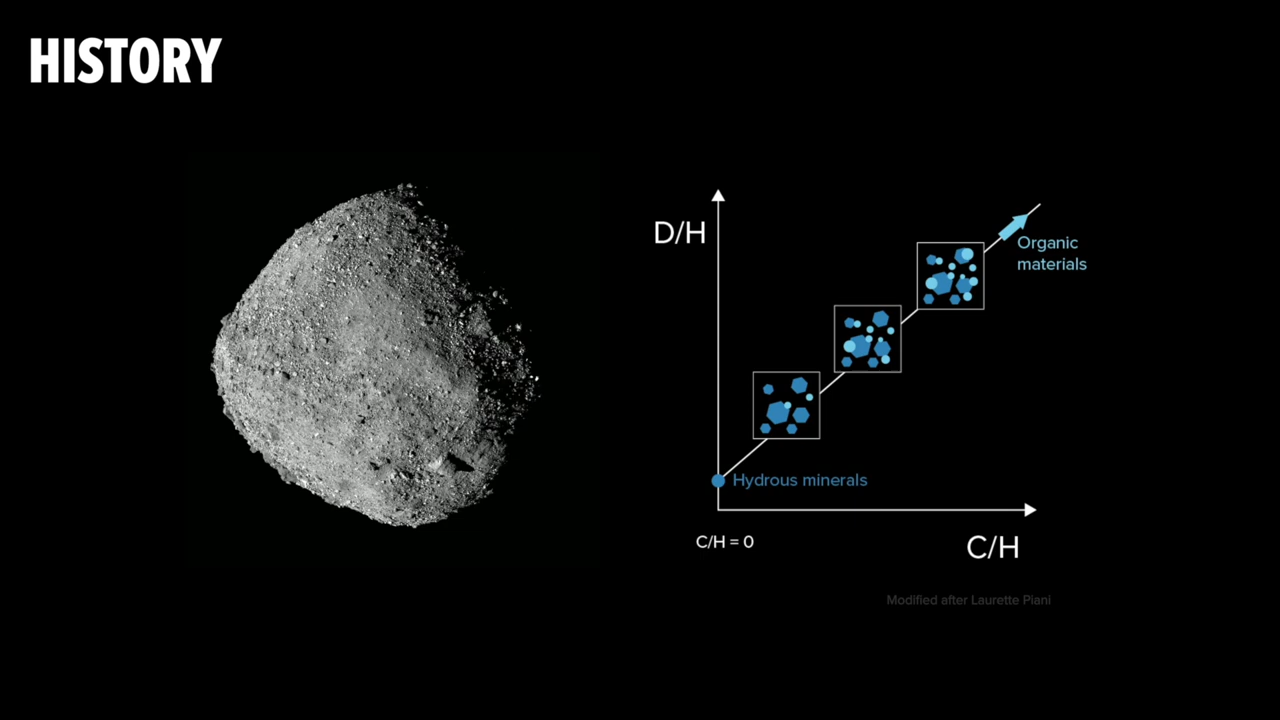 HISTORY
D/H
Organic
materials
Hydrous minerals
C/H = 0
C/H
Modified after Laurette Piani